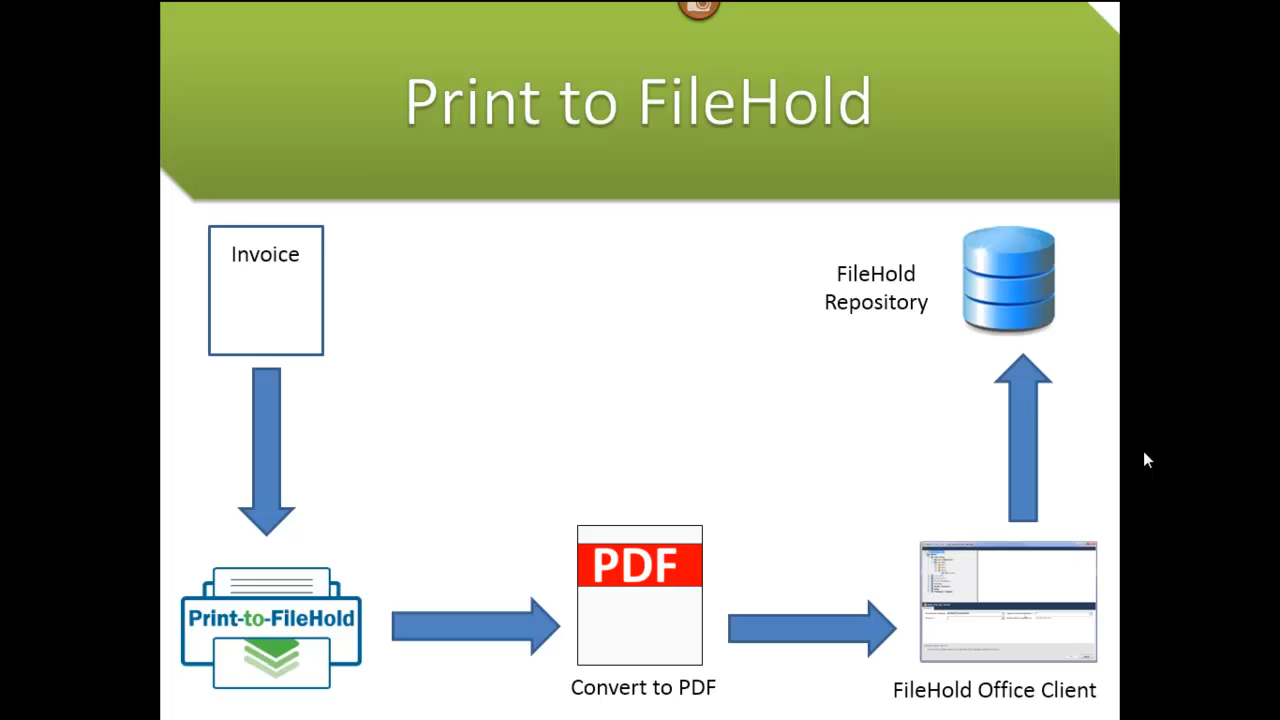 Print to FileHold
Invoice
FileHold
Repository
Print-to-FileHold
PDF
Convert to PDF
FileHold Office Client